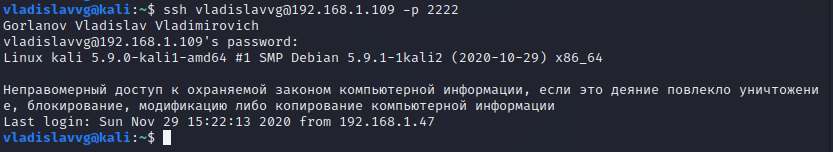 vladislavvg@kali:~$ ssh vladislavvg@192.168.1.109 -p 2222
Gorlanov Vladislav Vladimirovich
vladislavvg@192.168.1.109's password:
Linux kali 5.9.0-kali1-amd64 #1 SMP Debian 5.9.1-1kali2 (2020-10-29) x86_64
Неправомерный доступ к охраняемой законом компьютерной информации, если это деяние повлекло уничтожени
е, блокирование, модификацию либо копирование компьютерной информации
Last login: Sun Nov 29 15:22:13 2020 from 192.168.1.47
vladislavvg@kali:~$